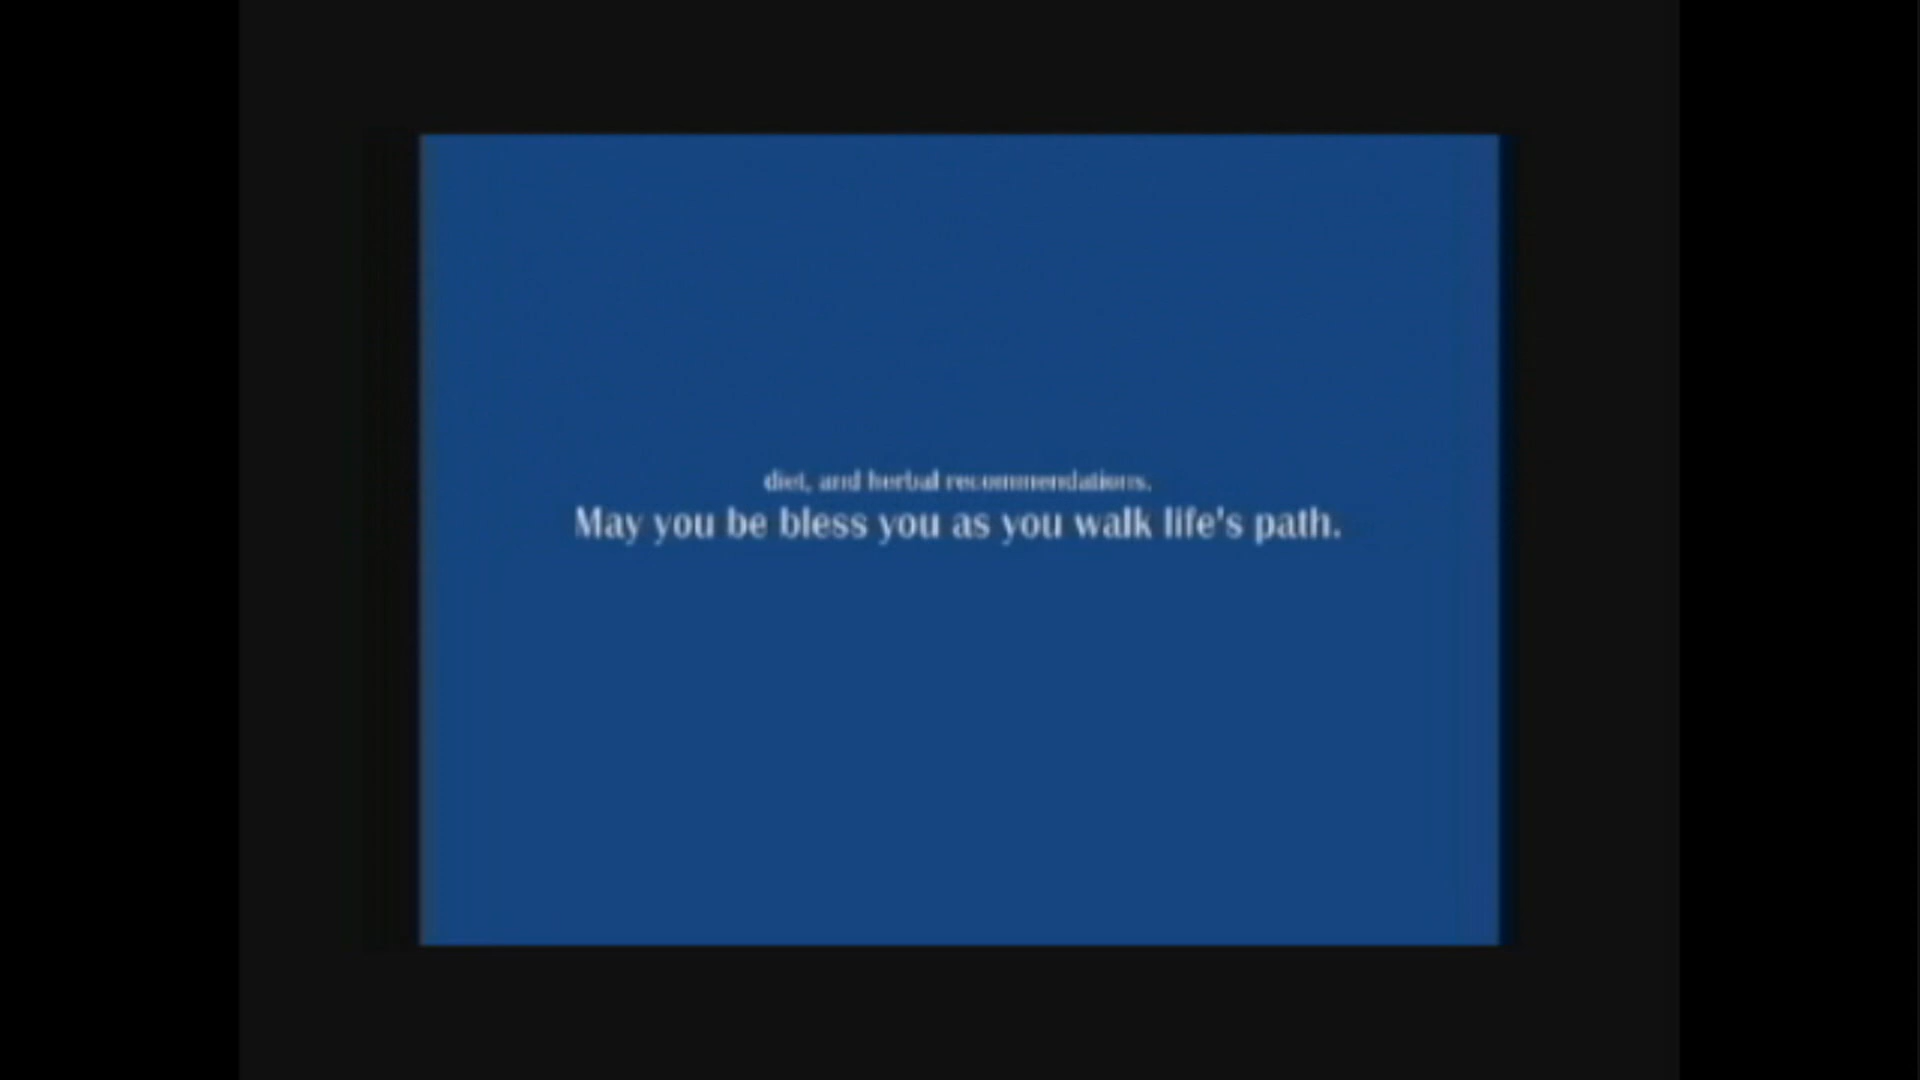 diet, and herbal recommendations.
May you be bless you as you walk life's path.